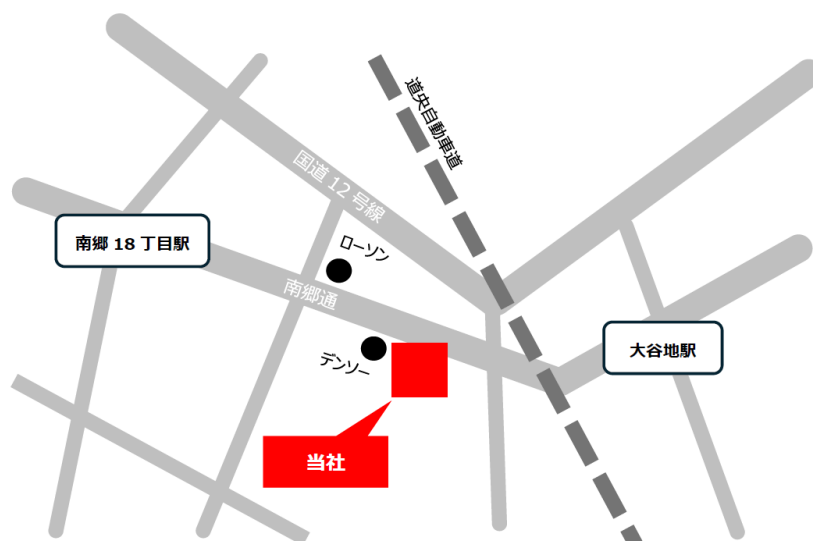 道央自動車道
国道 12 号線
南郷 18 丁目駅
ローソン
南郷通
大谷地駅
デンソー
当社